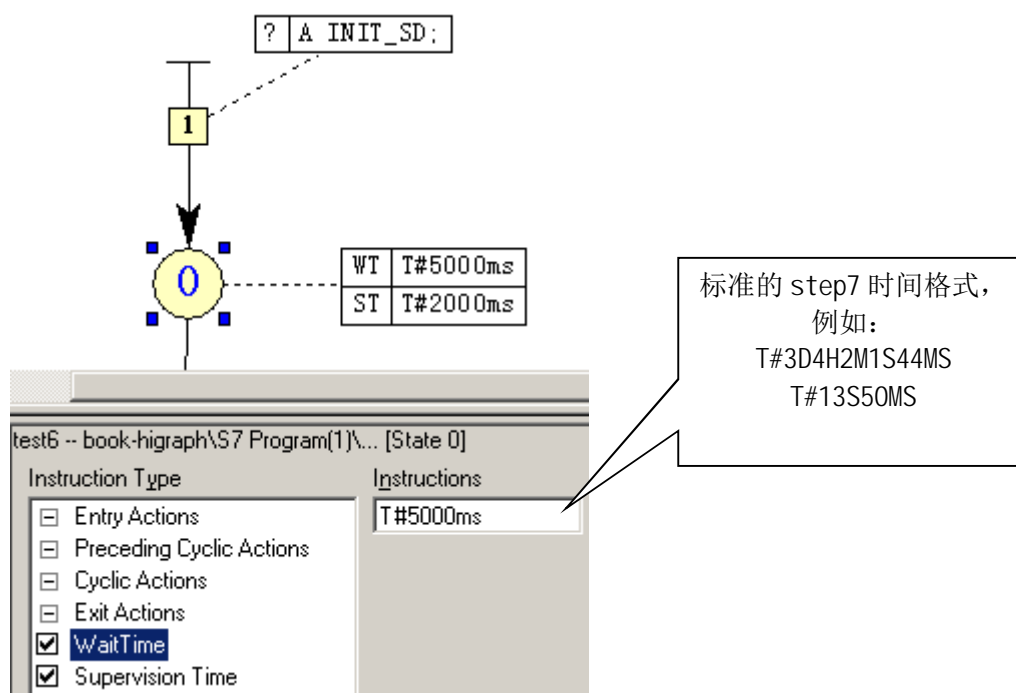 ? A INIT_SD;
1
0
WT T#5000ms
ST T#2000ms
标准的 step7 时间格式，
例如：
T#3D4H2M1S44MS
T#13S50MS
test6 -- book-higraph\S7 Program(1)\... [State 0]
Instruction Type
Instructions
Entry Actions
T#5000ms
Preceding Cyclic Actions
Cyclic Actions
Exit Actions
WaitTime
Supervision Time